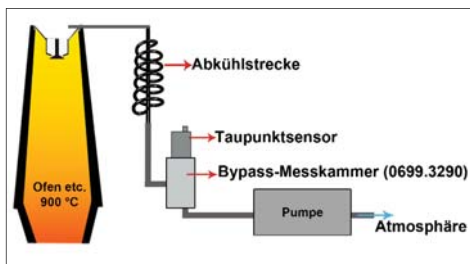 Abkühlstrecke
Taupunktsensor
Bypass-Messkammer (0699.3290)
Ofen etc.
900 °C
Pumpe
Atmosphäre